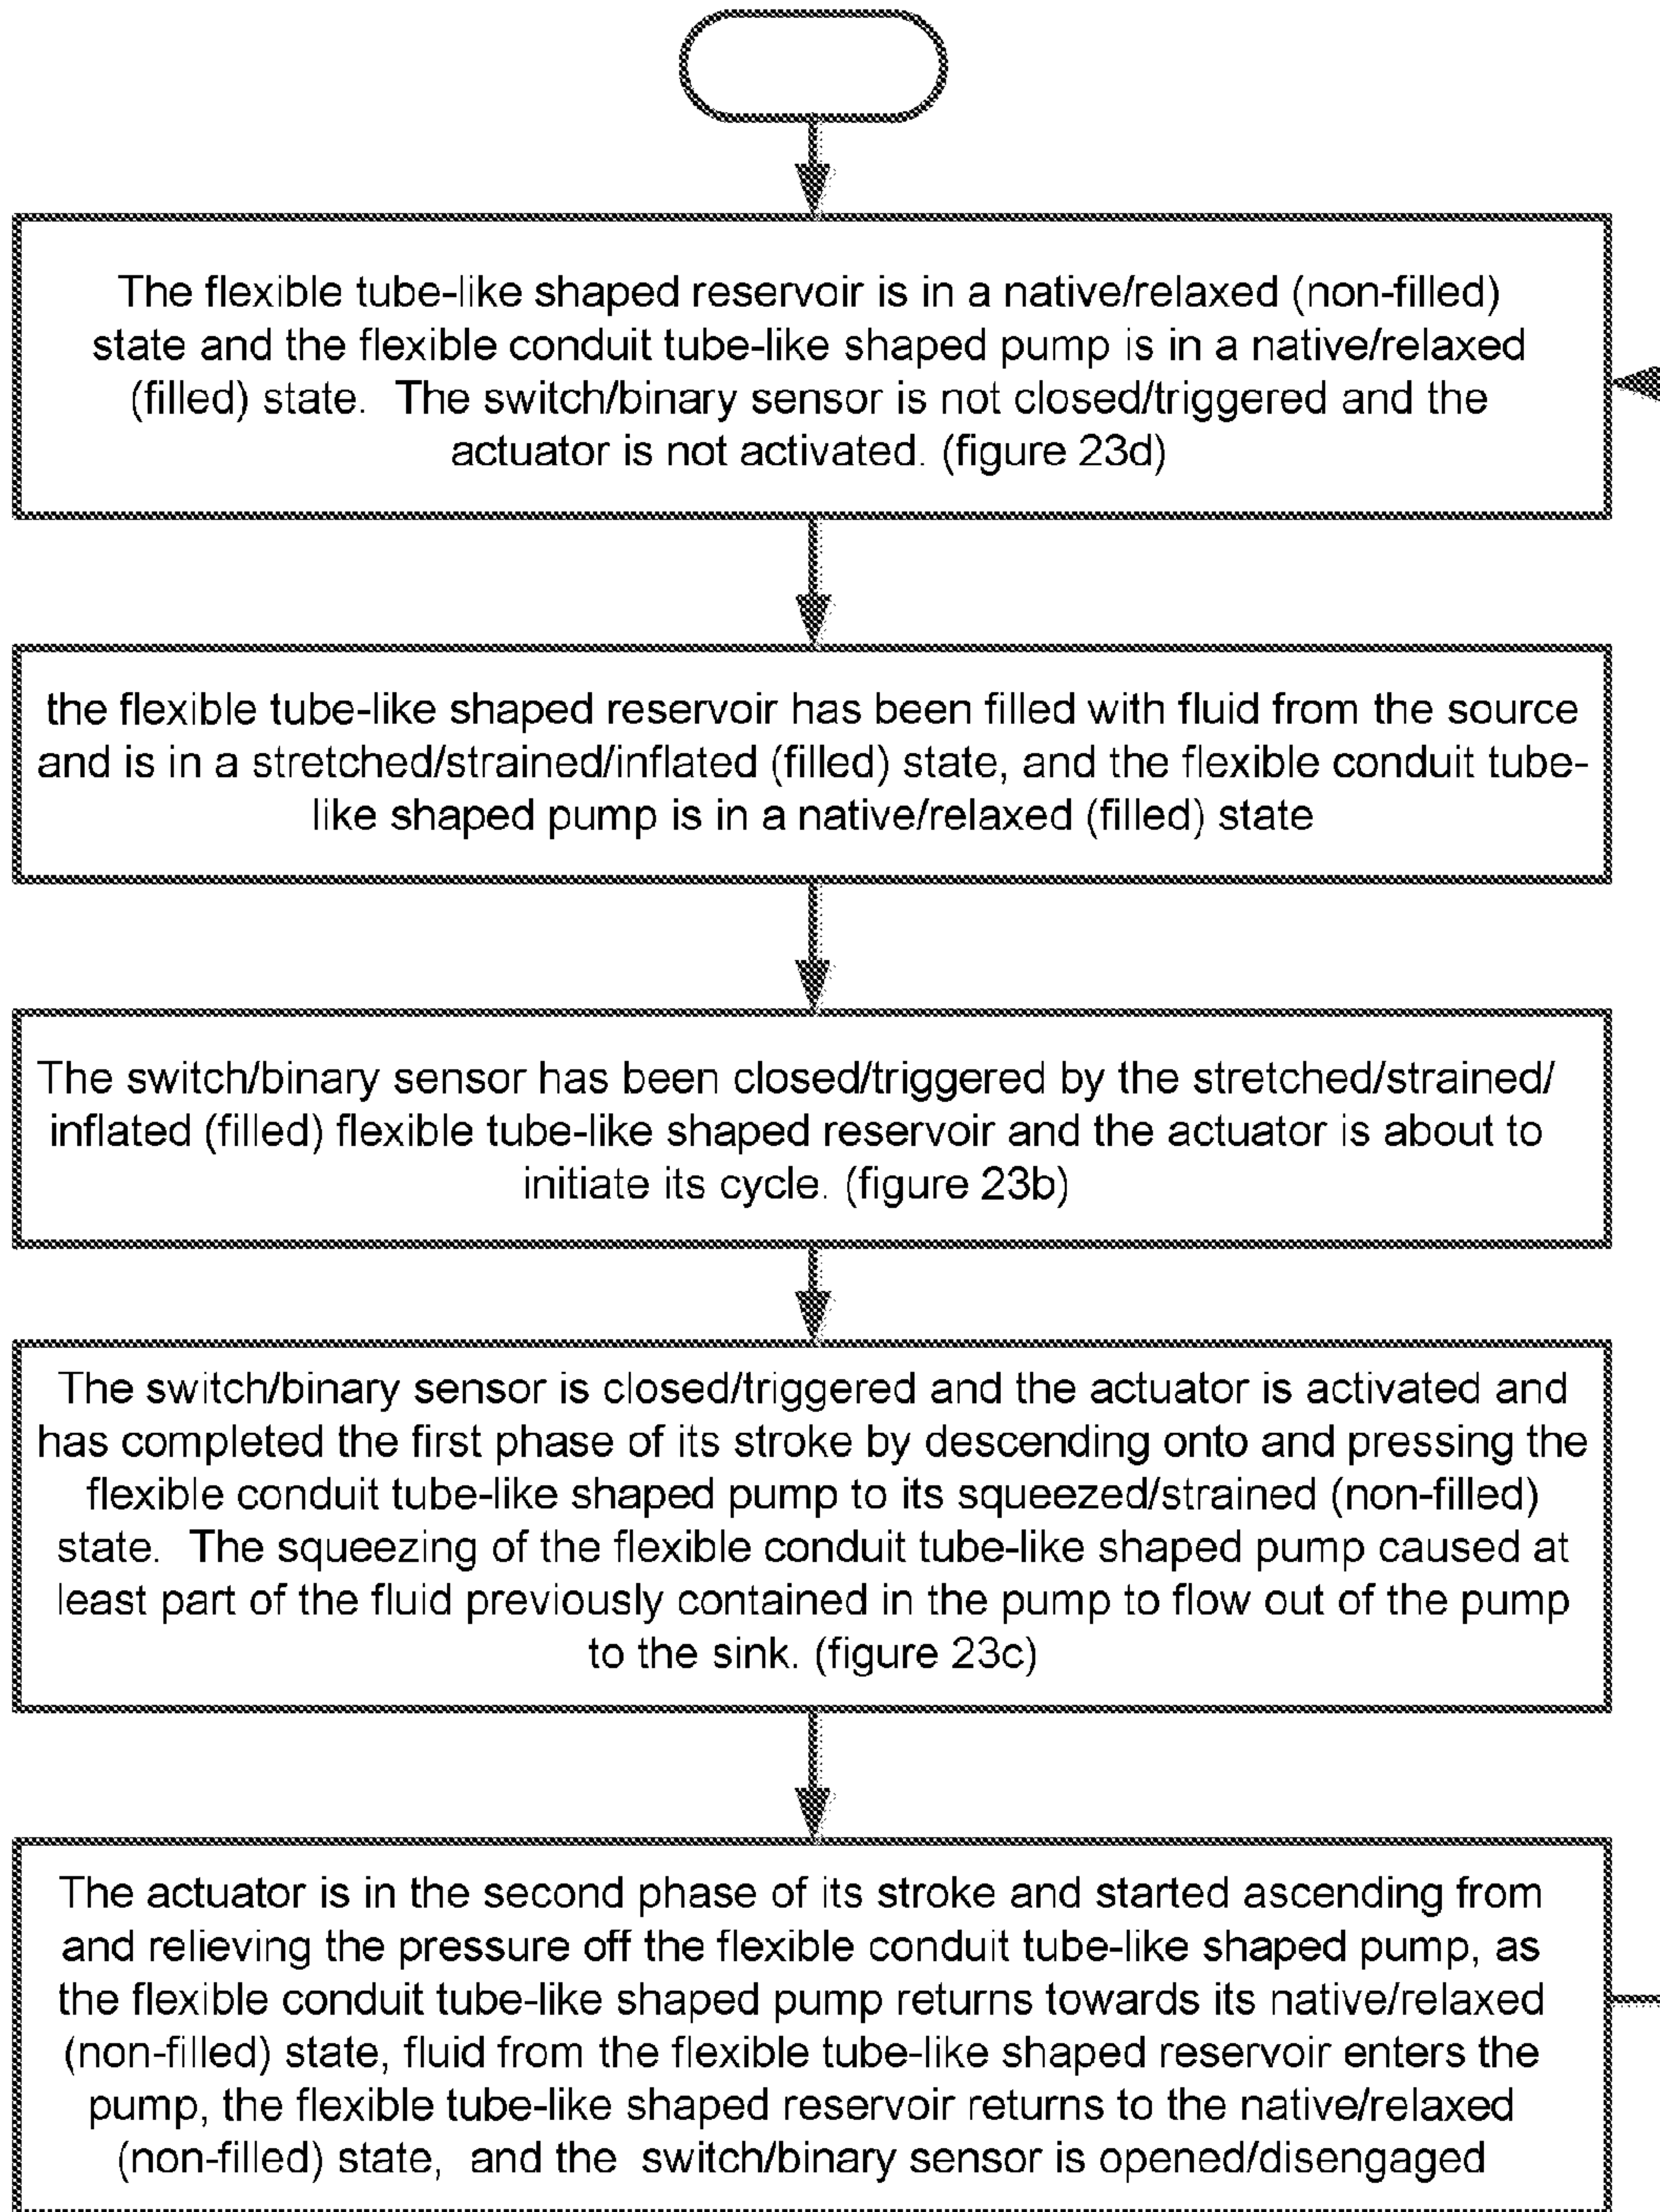 The flexible tube-like shaped reservoir is in a native/relaxed (non-filled)
state and the flexible conduit tube-like shaped pump is in a native/relaxed
(filled) state.  The switch/binary sensor is not closed/triggered and the
actuator is not activated. (figure 23d)
the flexible tube-like shaped reservoir has been filled with fluid from the source
and is in a stretched/strained/inflated (filled) state, and the flexible conduit tube-
like shaped pump is in a native/relaxed (filled) state
The switch/binary sensor has been closed/triggered by the stretched/strained/
inflated (filled) flexible tube-like shaped reservoir and the actuator is about to
initiate its cycle. (figure 23b)
The switch/binary sensor is closed/triggered and the actuator is activated and
has completed the first phase of its stroke by descending onto and pressing the
flexible conduit tube-like shaped pump to its squeezed/strained (non-filled)
state.  The squeezing of the flexible conduit tube-like shaped pump caused at
least part of the fluid previously contained in the pump to flow out of the pump
to the sink. (figure 23c)
The actuator is in the second phase of its stroke and started ascending from
and relieving the pressure off the flexible conduit tube-like shaped pump, as
the flexible conduit tube-like shaped pump returns towards its native/relaxed
(non-filled) state, fluid from the flexible tube-like shaped reservoir enters the
pump, the flexible tube-like shaped reservoir returns to the native/relaxed
(non-filled) state,  and the  switch/binary sensor is opened/disengaged